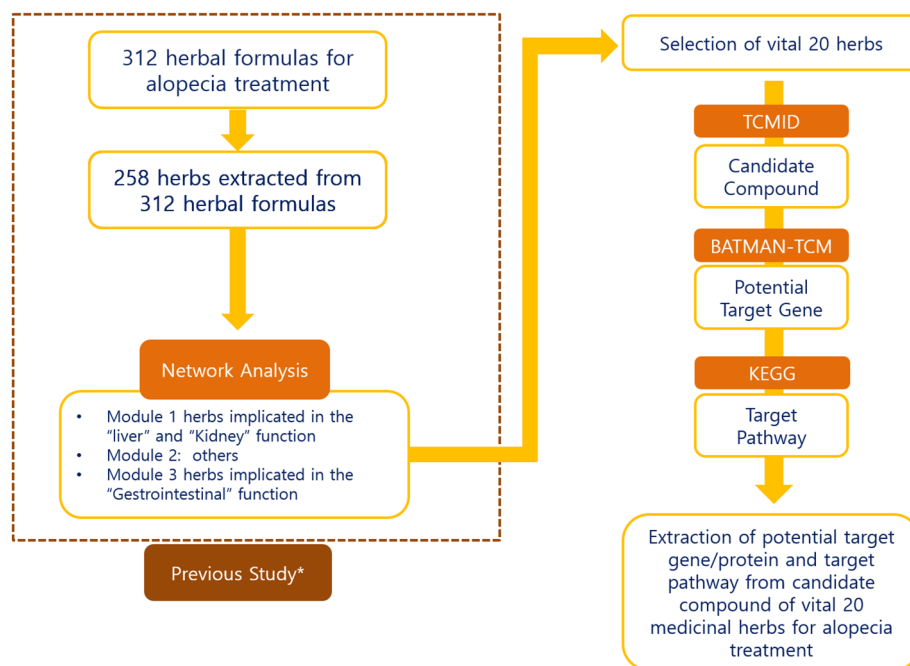 312 herbal formulas for
alopecia treatment
258 herbs extracted from
312 herbal formulas
Network Analysis
• Module 1 herbs implicated in the
"liver" and "Kidney" function
• Module 2: others
• Module 3 herbs implicated in the
"Gestrointestinal" function
Previous Study*
Selection of vital 20 herbs
TCMID
Candidate
Compound
BATMAN-TCM
Potential
Target Gene
KEGG
Target
Pathway
Extraction of potential target
gene/protein and target
pathway from candidate
compound of vital 20
medicinal herbs for alopecia
treatment